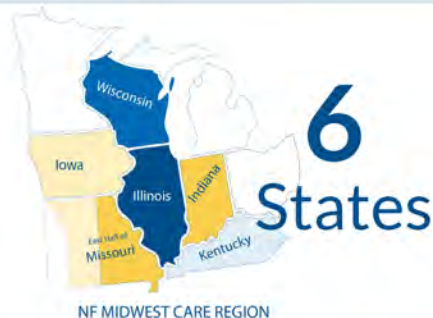 Wisconsin
6
Iowa
Illinois
Indiana
States
East Half of
Missouri
Kentucky
NF MIDWEST CARE REGION